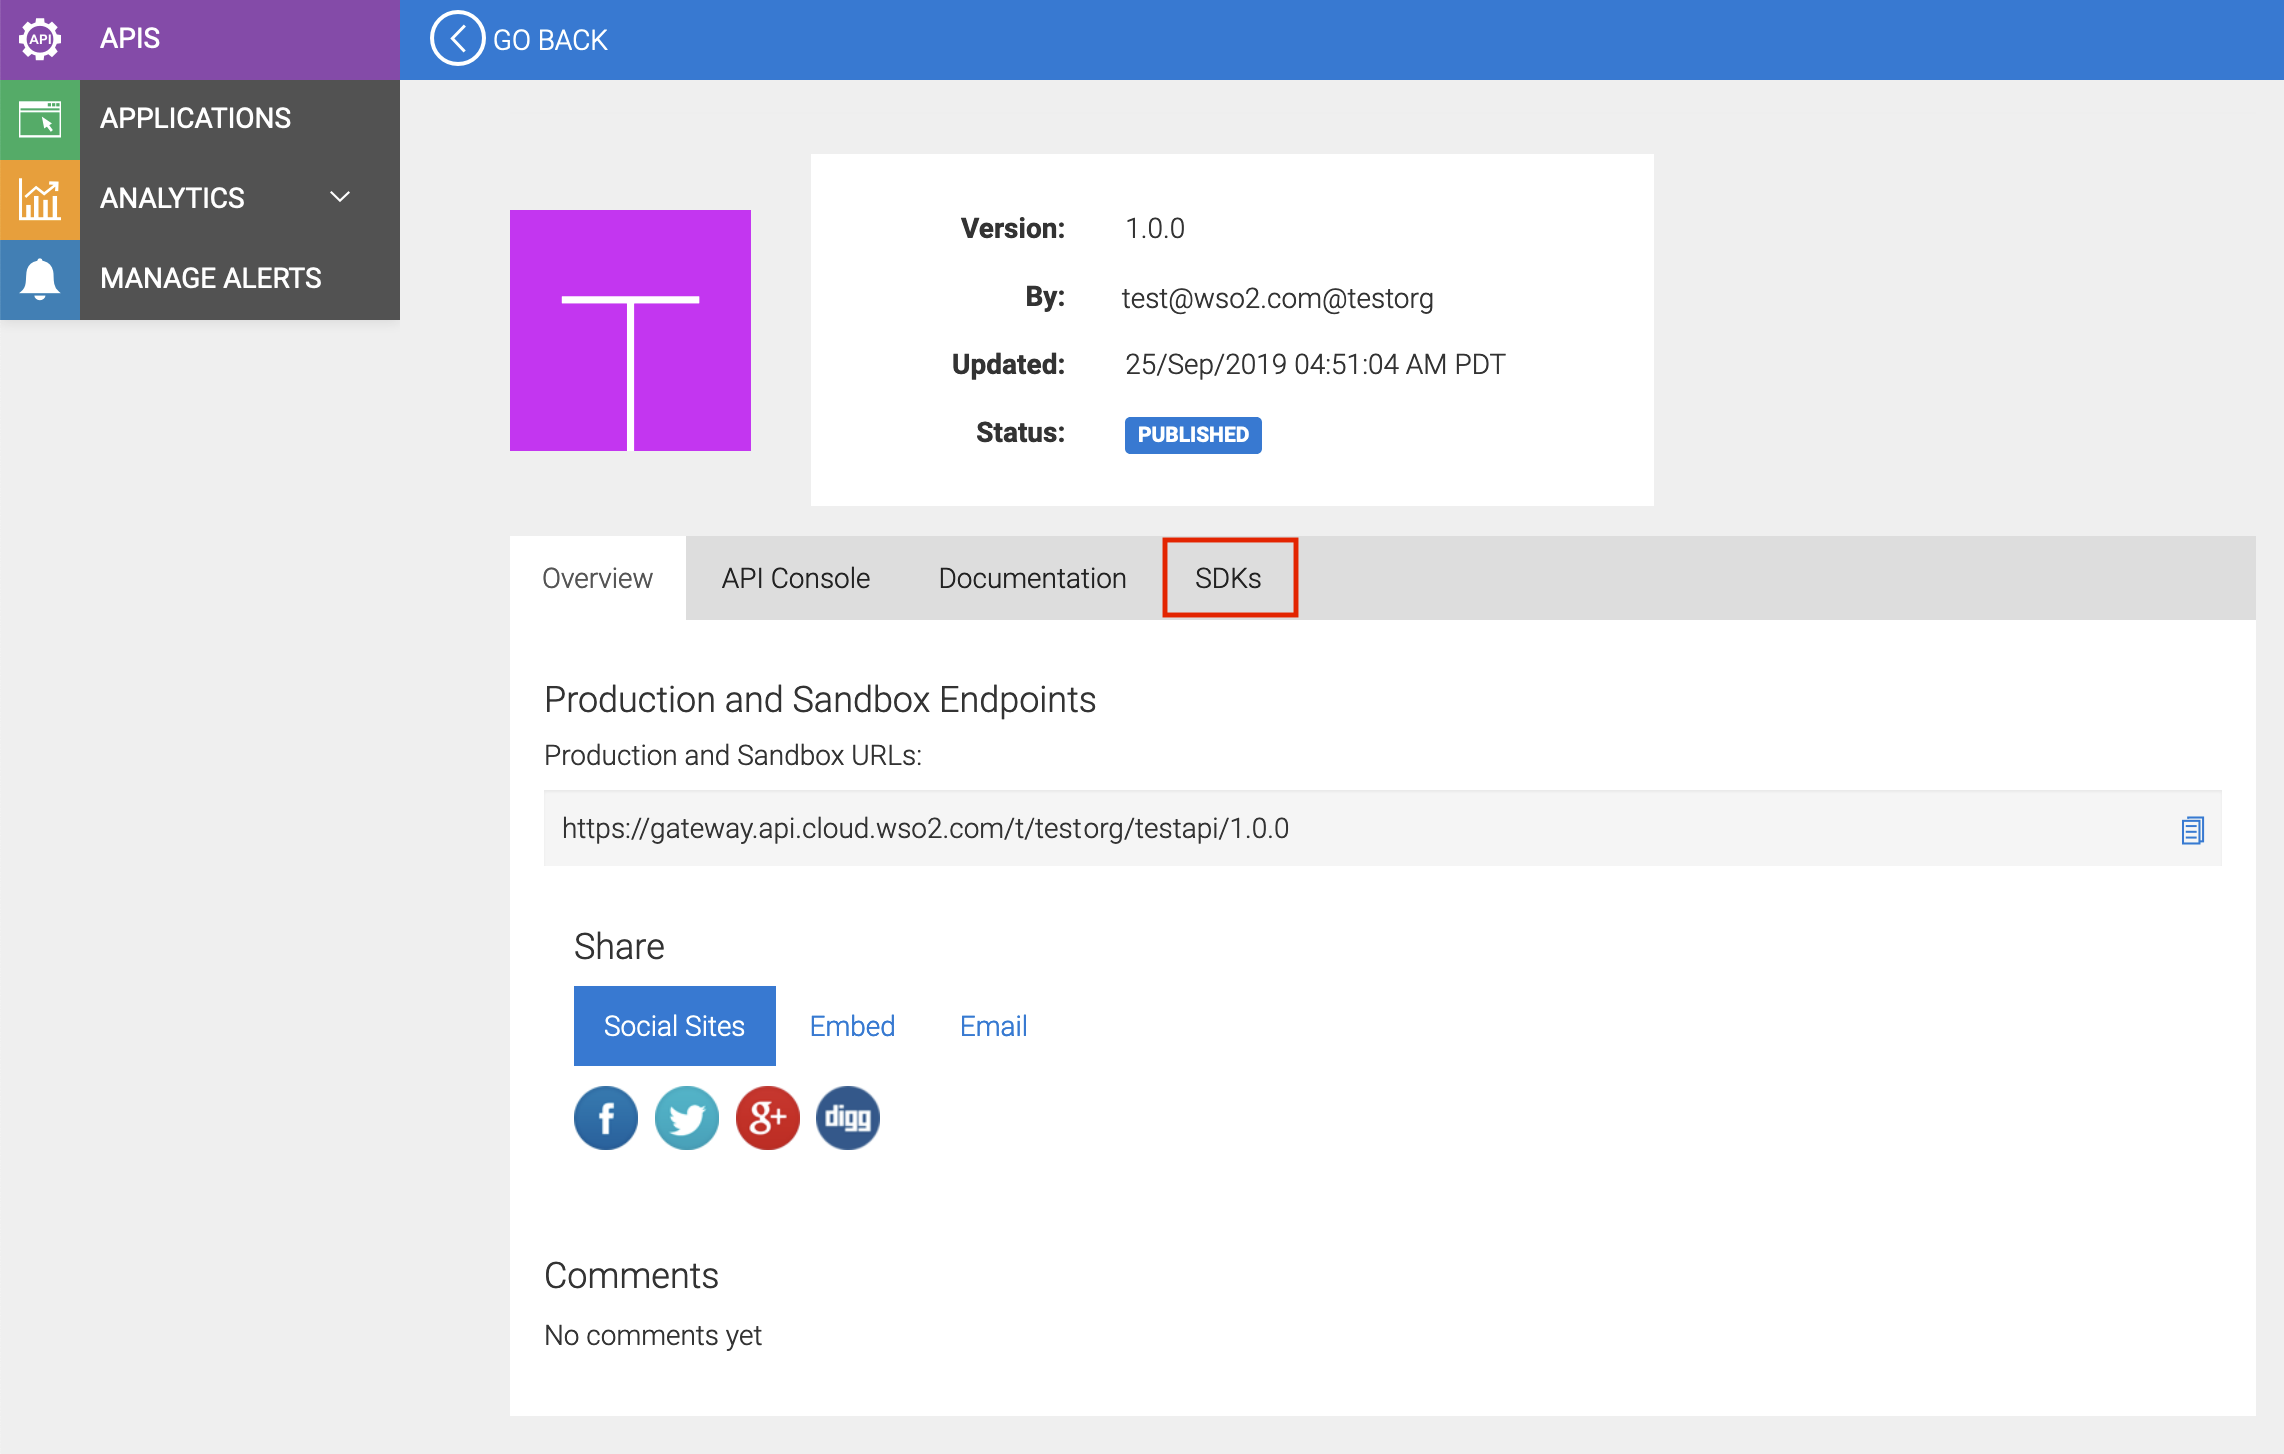 API
APIS
GO BACK
APPLICATIONS
ANALYTICS
MANAGE ALERTS
T
Version: 1.0.0
By: test@wso2.com@testorg
Updated: 25/Sep/2019 04:51:04 AM PDT
Status: PUBLISHED
Overview API Console Documentation SDKs
Production and Sandbox Endpoints
Production and Sandbox URLs:
https://gateway.api.cloud.wso2.com/t/testorg/testapi/1.0.0
Share
Social Sites Embed Email
f g+ digg
Comments
No comments yet